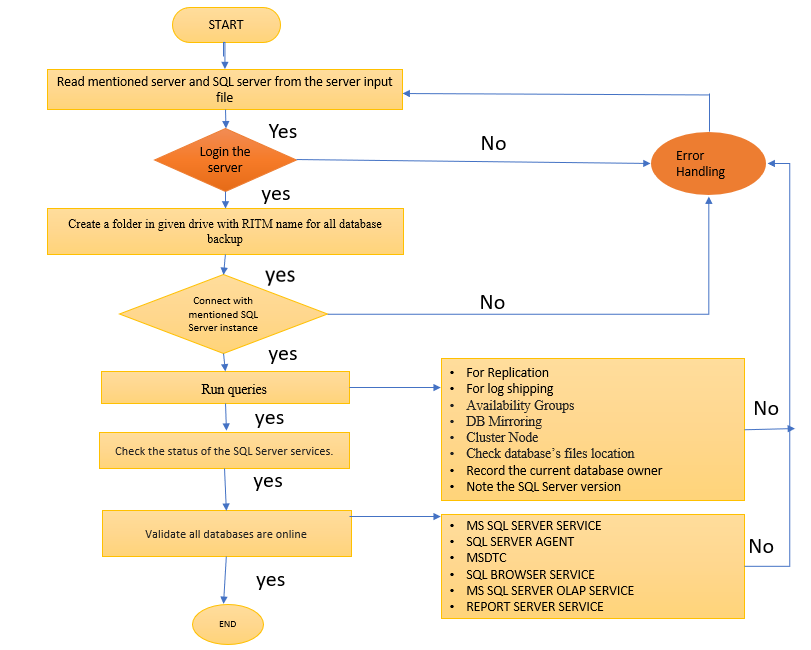 START
Read mentioned server and SQL server from the server input
file
Yes
Login the
server
No
Error
Handling
yes
Create a folder in given drive with RITM name for all database
backup
yes
Connect with
mentioned SQL
Server instance
No
yes
Run queries
• For Replication
• For log shipping
• Availability Groups
• DB Mirroring
• Cluster Node
• Check database’s files location
• Record the current database owner
• Note the SQL Server version
No
yes
Check the status of the SQL Server services.
yes
Validate all databases are online
• MS SQL SERVER SERVICE
• SQL SERVER AGENT
• MSDTC
• SQL BROWSER SERVICE
• MS SQL SERVER OLAP SERVICE
• REPORT SERVER SERVICE
No
yes
END